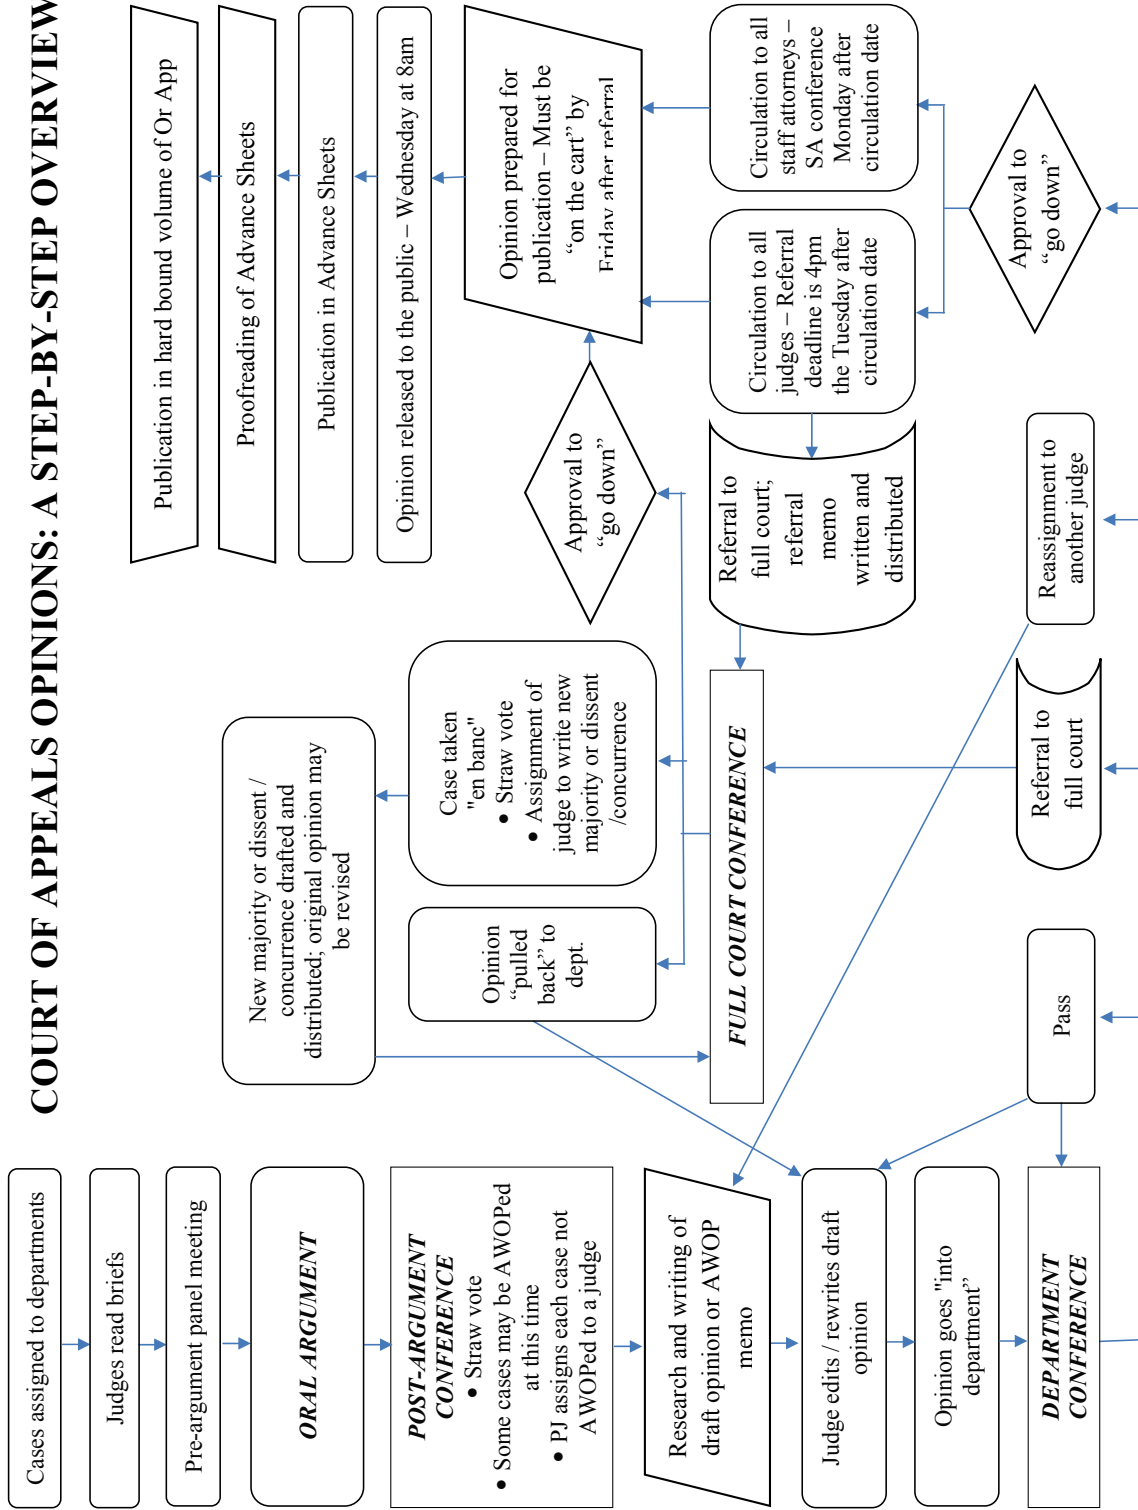 COURT OF APPEALS OPINIONS: A STEP-BY-STEP OVERVIEW
Cases assigned to departments
Judges read briefs
Pre-argument panel meeting
ORAL ARGUMENT
POST-ARGUMENT
CONFERENCE
• Straw vote
• Some cases may be AWOPed
at this time
• PJ assigns each case not
AWOPed to a judge
Research and writing of
draft opinion or AWOP
memo
Judge edits / rewrites draft
opinion
Opinion goes "into
department”
DEPARTMENT
CONFERENCE
Pass
Referral to
full court
Reassignment to
another judge
Approval to
“go down”
Circulation to all
judges – Referral
deadline is 4pm
the Tuesday after
circulation date
Circulation to all
staff attorneys –
SA conference
Monday after
circulation date
Referral to
full court;
referral
memo
written and
distributed
FULL COURT CONFERENCE
Opinion
“pulled
back” to
dept.
Case taken
"en banc"
• Straw vote
• Assignment of
judge to write new
majority or dissent
/concurrence
New majority or dissent /
concurrence drafted and
distributed; original opinion may
be revised
Approval to
“go down”
Opinion prepared for
publication – Must be
“on the cart” by
Friday after referral
Opinion released to the public – Wednesday at 8am
Publication in Advance Sheets
Proofreading of Advance Sheets
Publication in hard bound volume of Or App